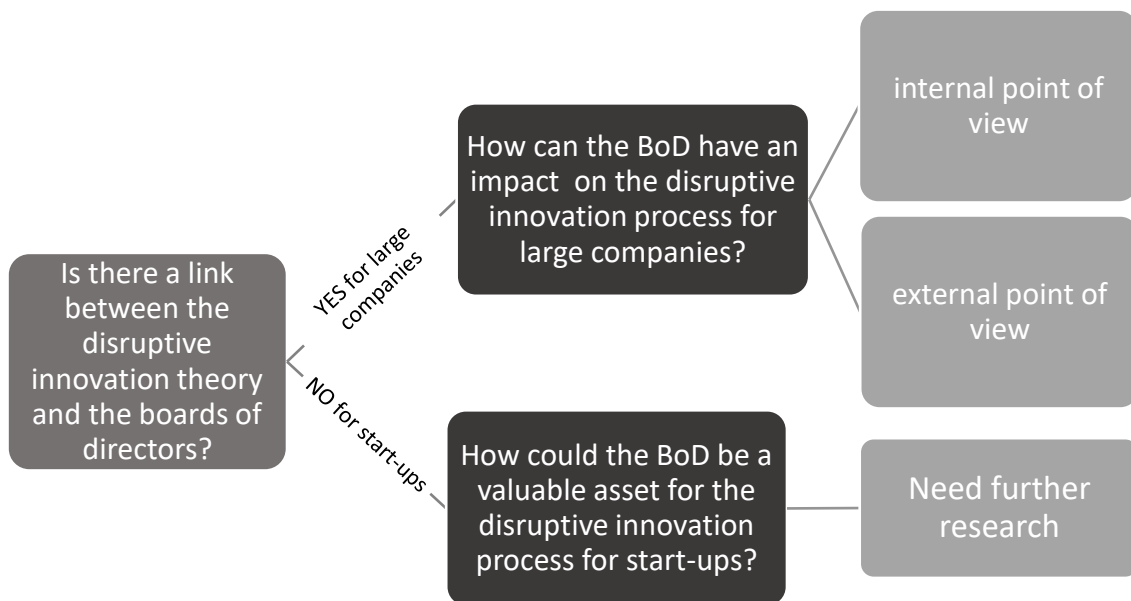 Is there a link
between the
disruptive
innovation theory
and the boards of
directors?
YES for large
companies
How can the BoD have an
impact  on the disruptive
innovation process for
large companies?
internal point of
view
external point of
view
NO for start-ups
How could the BoD be a
valuable asset for the
disruptive innovation
process for start-ups?
Need further
research